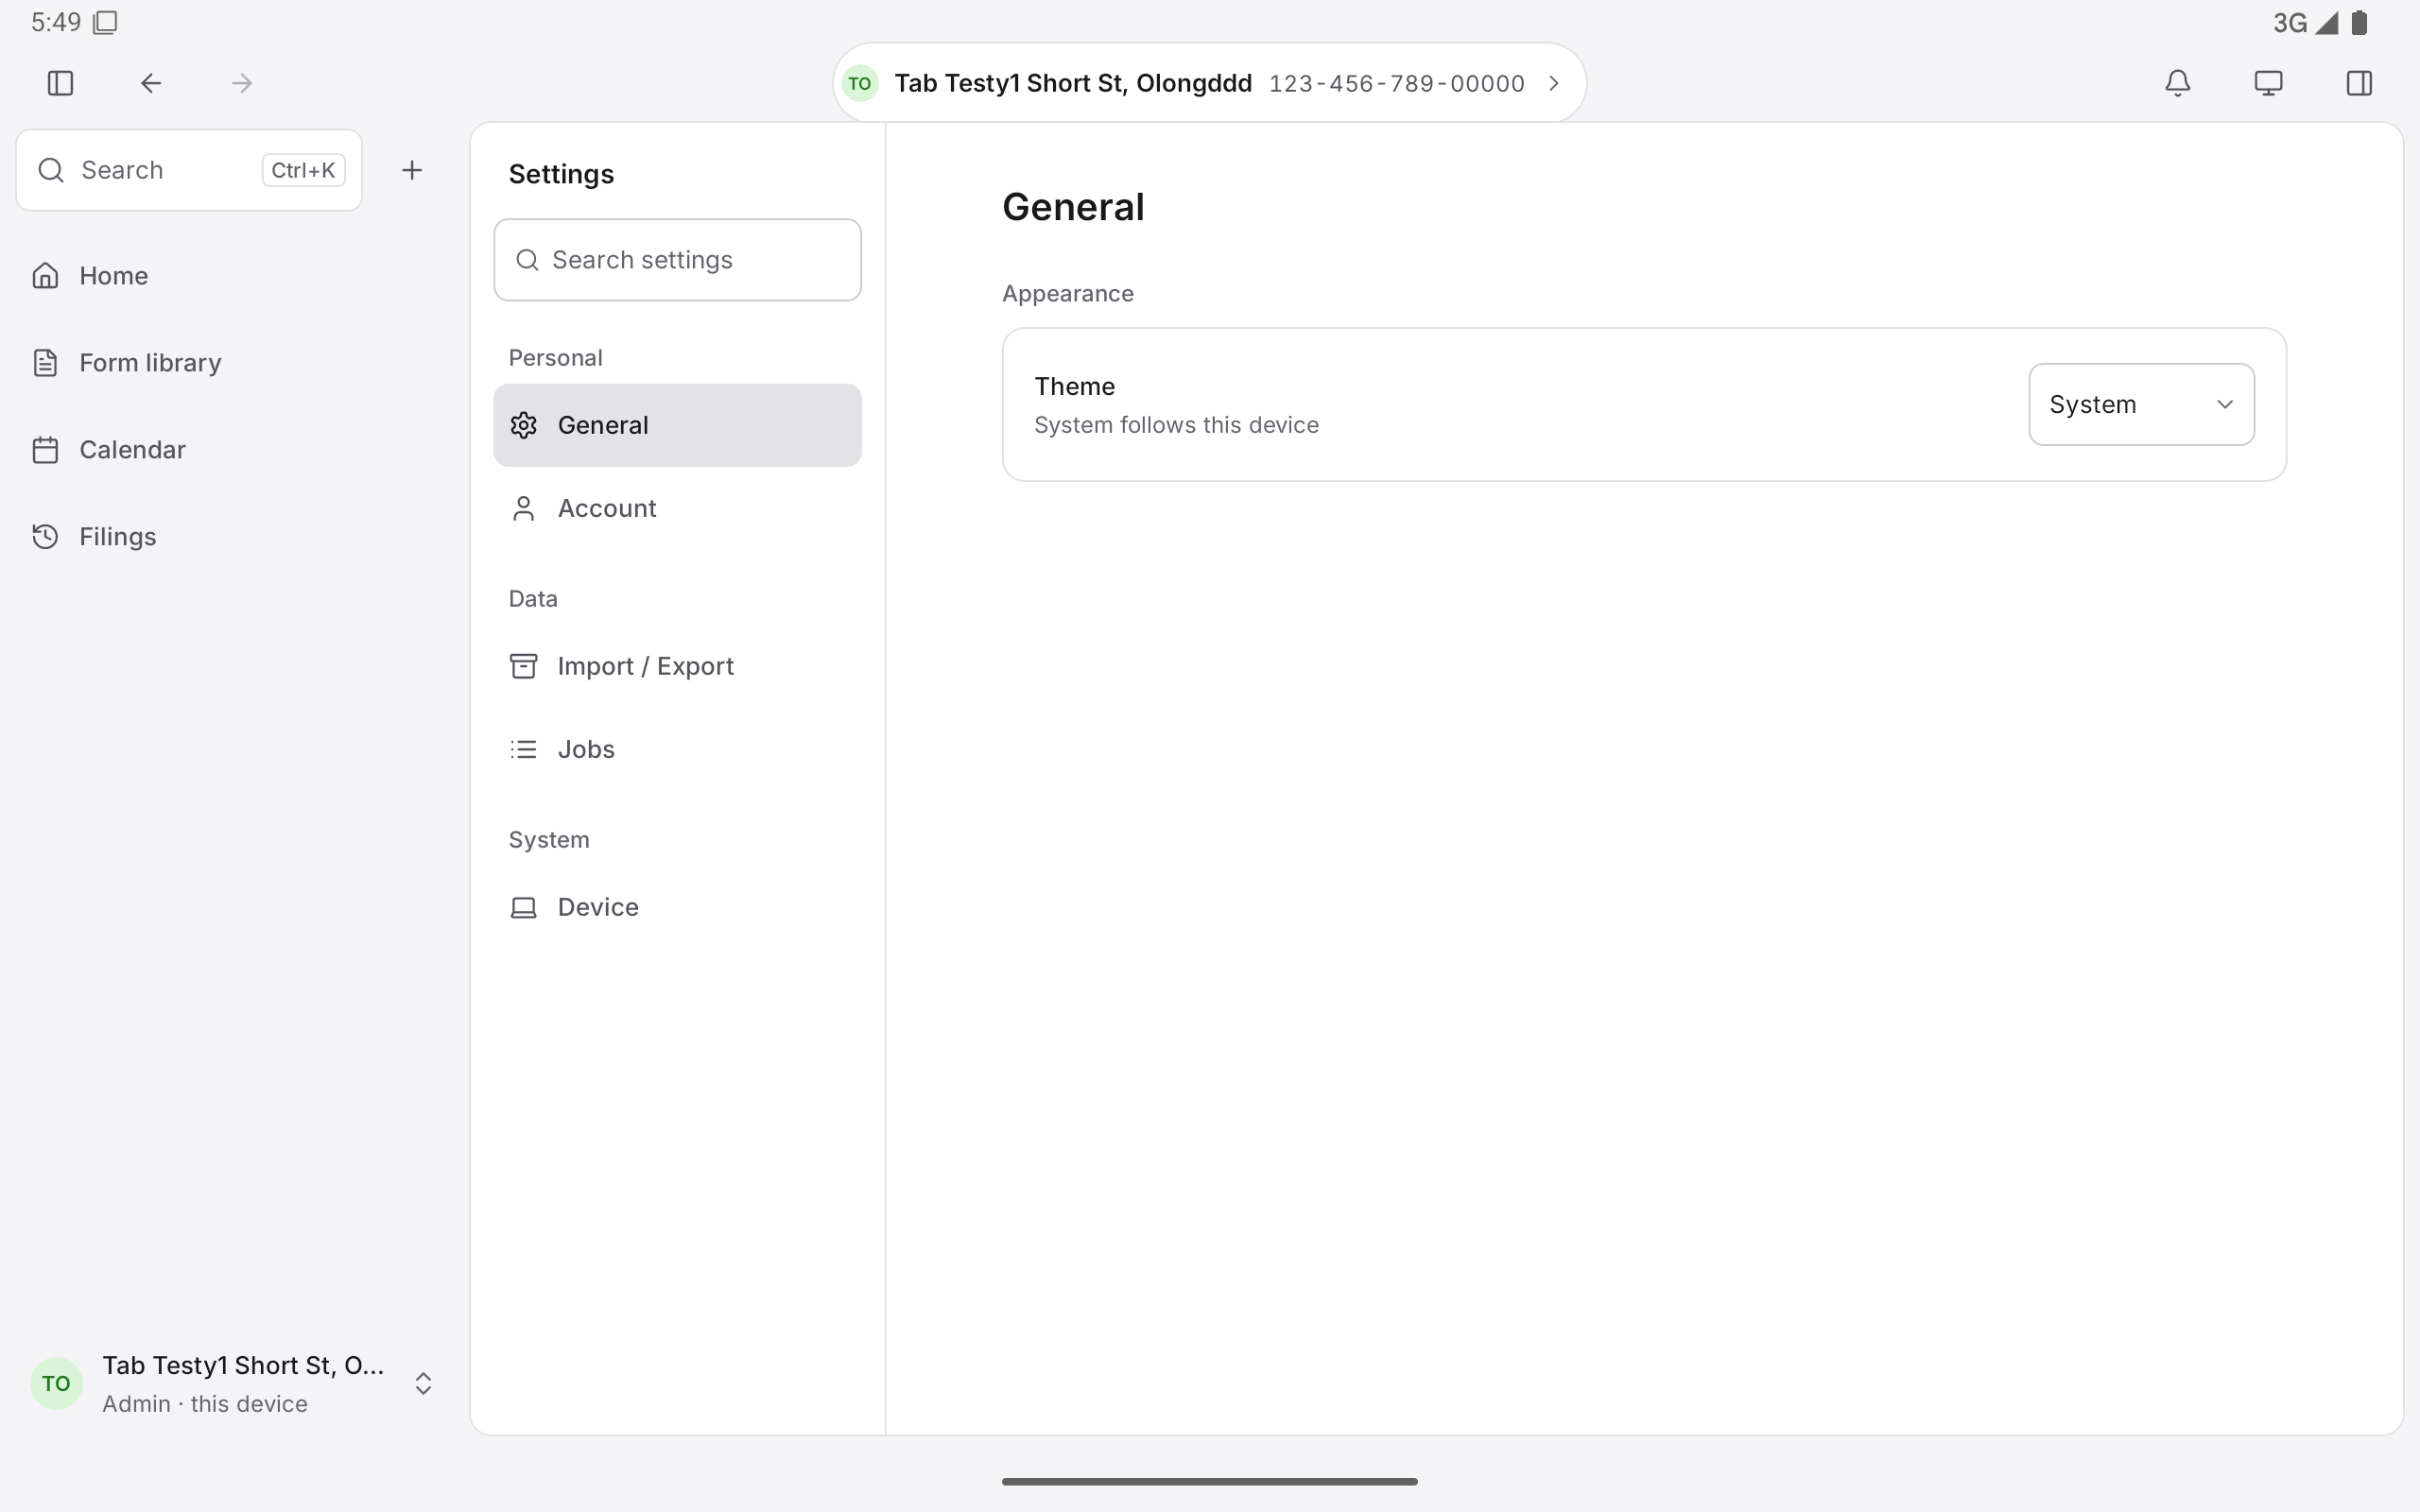 5:49
3G
TO Tab Testy1 Short St, Olongddd 123-456-789-00000
Search Ctrl+K
Home
Form library
Calendar
Filings
TO
Tab Testy1 Short St, O...
Admin · this device
Settings
Search settings
Personal
General
Account
Data
Import / Export
Jobs
System
Device
General
Appearance
Theme
System follows this device
System